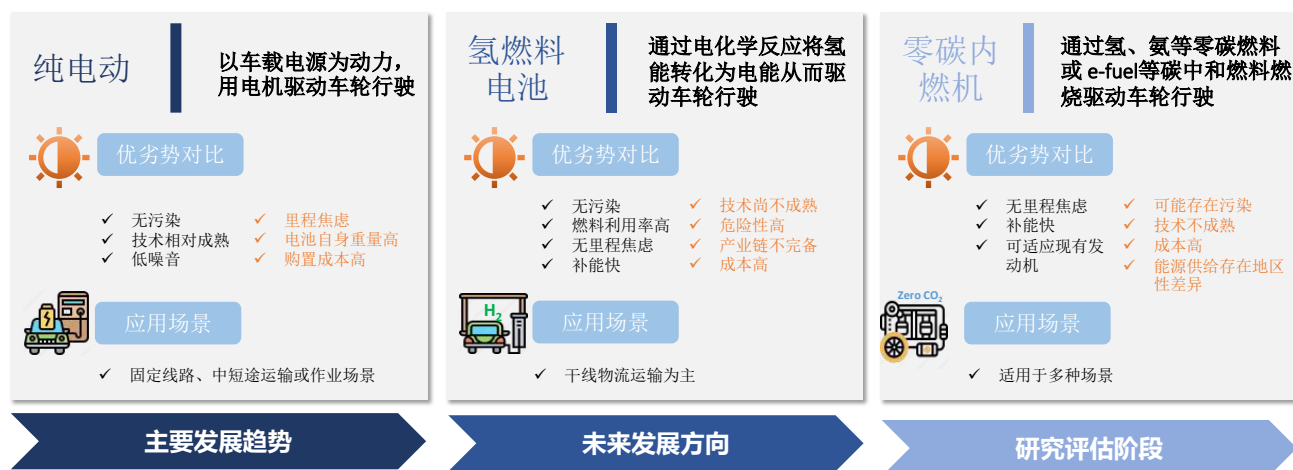 纯电动
以车载电源为动力，
用电机驱动车轮行驶
优劣势对比
✓ 无污染
✓ 技术相对成熟
✓ 低噪音
✓ 里程焦虑
✓ 电池自身重量高
✓ 购置成本高
应用场景
✓ 固定线路、中短途运输或作业场景
主要发展趋势
氢燃料
电池
通过电化学反应将氢
能转化为电能从而驱
动车轮行驶
优劣势对比
✓ 无污染
✓ 燃料利用率高
✓ 无里程焦虑
✓ 补能快
✓ 技术尚不成熟
✓ 危险性高
✓ 产业链不完备
✓ 成本高
H2
应用场景
✓ 干线物流运输为主
未来发展方向
零碳内
燃机
通过氢、氨等零碳燃料
或 e-fuel等碳中和燃料燃
烧驱动车轮行驶
优劣势对比
✓ 无里程焦虑
✓ 补能快
✓ 可适应现有发
动机
✓ 可能存在污染
✓ 技术不成熟
✓ 成本高
✓ 能源供给存在地区
性差异
Zero CO2
应用场景
✓ 适用于多种场景
研究评估阶段